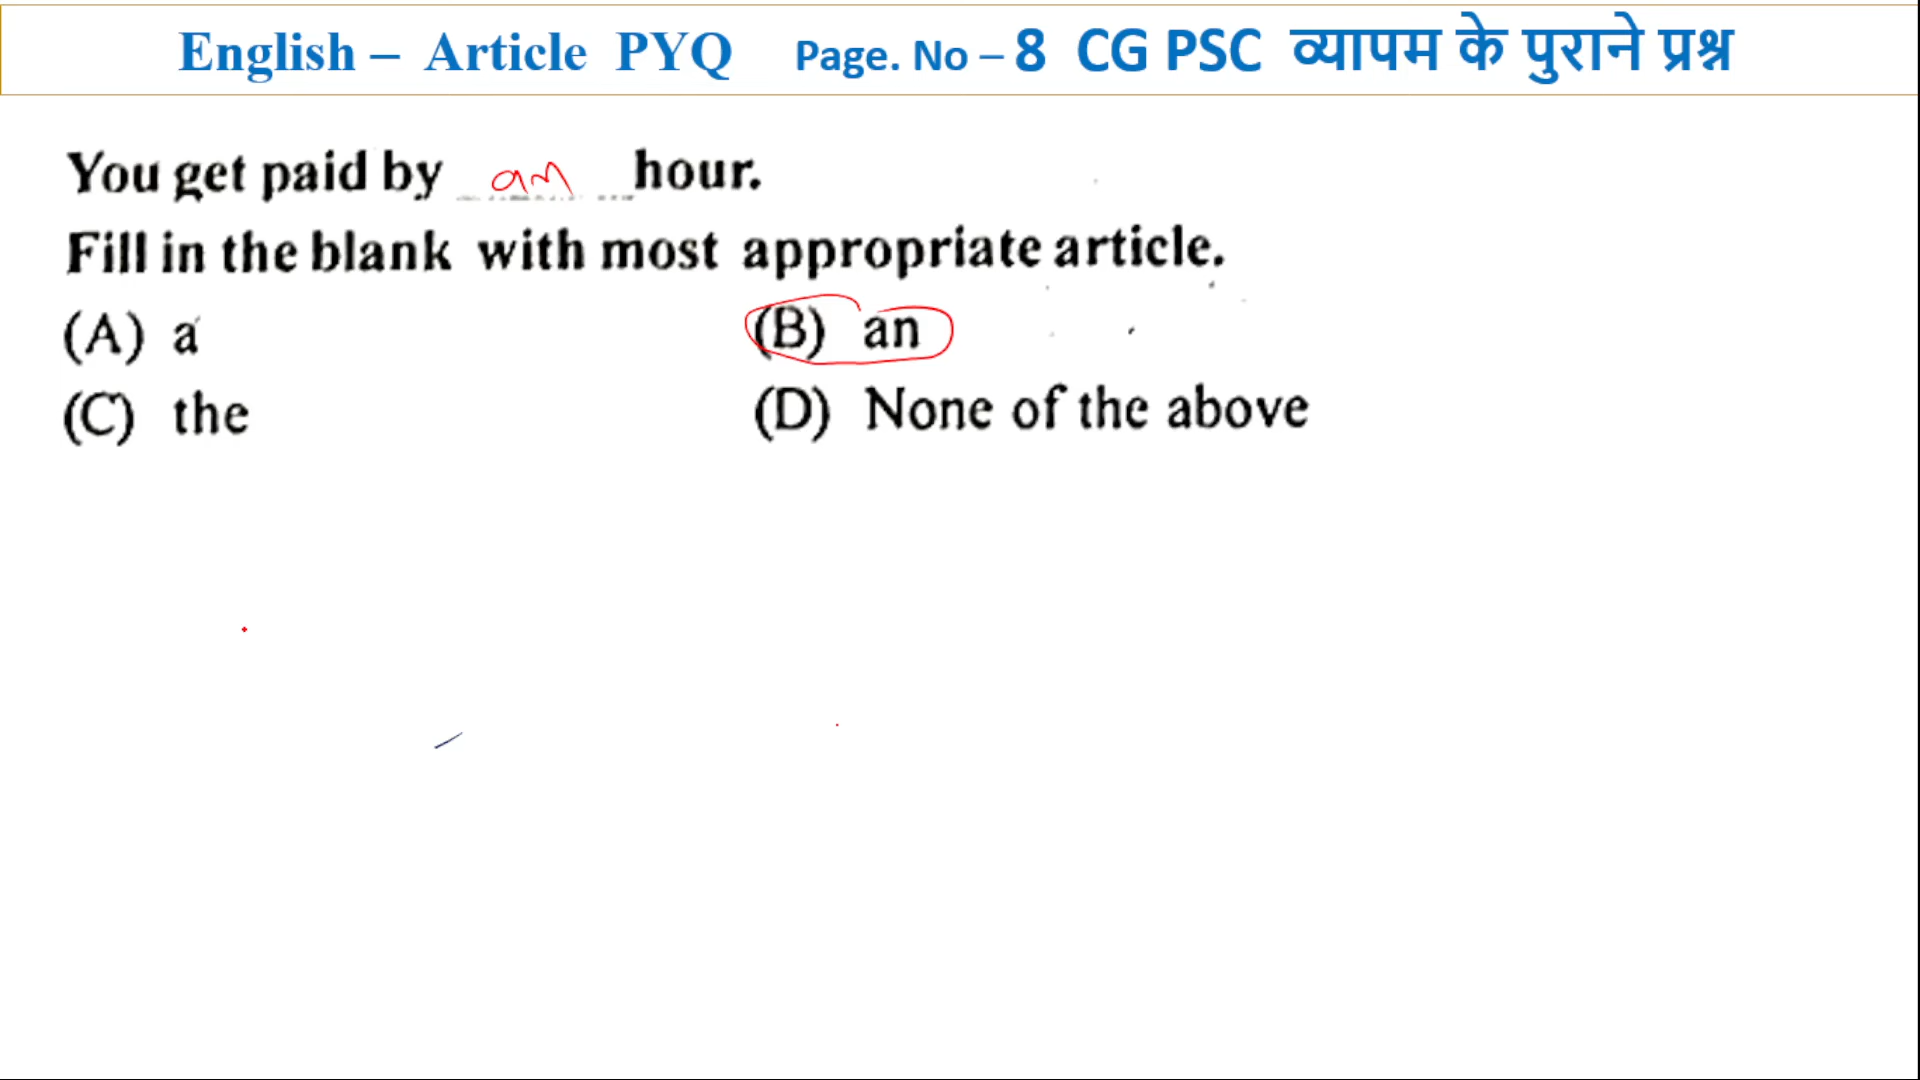 English – Article PYQ Page. No – 8 CG PSC व्यापम के पुराने प्रश्न
You get paid by an hour.
Fill in the blank with most appropriate article.
(A) a (B) an
(C) the (D) None of the above